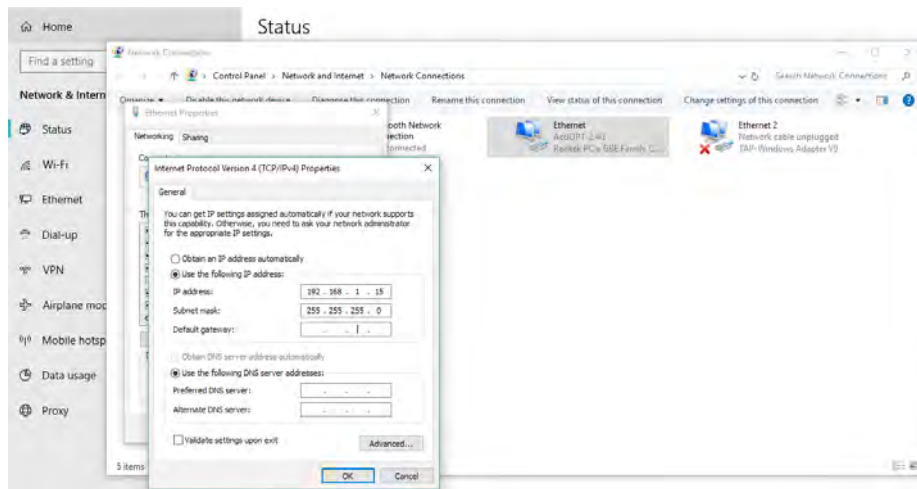 Home
Status
Find a setting
Network & Intern
Status
Wi-Fi
Ethernet
Dial-up
VPN
Airplane mod
Mobile hotsp
Data usage
Proxy
Network Connections
Control Panel > Network and Internet > Network Connections
Search Network Connections
Organize
Disable this network device
Diagnose this connection
Rename this connection
View status of this connection
Change settings of this connection
ooth Network
nection
onnected
Ethernet
Realtek PCIe GBE Family C...
Ethernet 2
Network cable unplugged
TAP-Windows Adapter V9
5 items
Ethernet Properties
Networking
Sharing
Co
Th
Internet Protocol Version 4 (TCP/IPv4) Properties
General
You can get IP settings assigned automatically if your network supports
this capability. Otherwise, you need to ask your network administrator
for the appropriate IP settings.
Obtain an IP address automatically
Use the following IP address:
IP address: 192 . 168 . 1 . 15
Subnet mask: 255 . 255 . 255 . 0
Default gateway: . . .
Obtain DNS server address automatically
Use the following DNS server addresses:
Preferred DNS server: . . .
Alternate DNS server: . . .
Validate settings upon exit
Advanced...
OK
Cancel